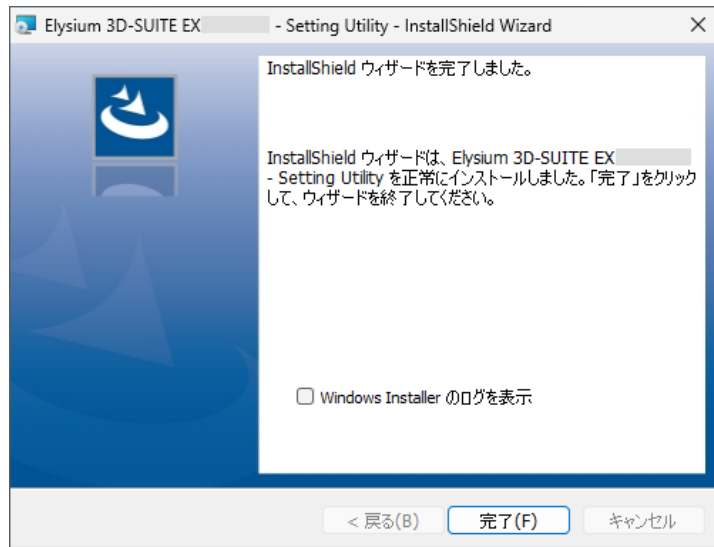 Elysium 3D-SUITE EX - Setting Utility - InstallShield Wizard
InstallShield ウィザードを完了しました。
InstallShield ウィザードは、Elysium 3D-SUITE EX
- Setting Utility を正常にインストールしました。「完了」をクリック
して、ウィザードを終了してください。
Windows Installer のログを表示
< 戻る(B)
完了(F)
キャンセル